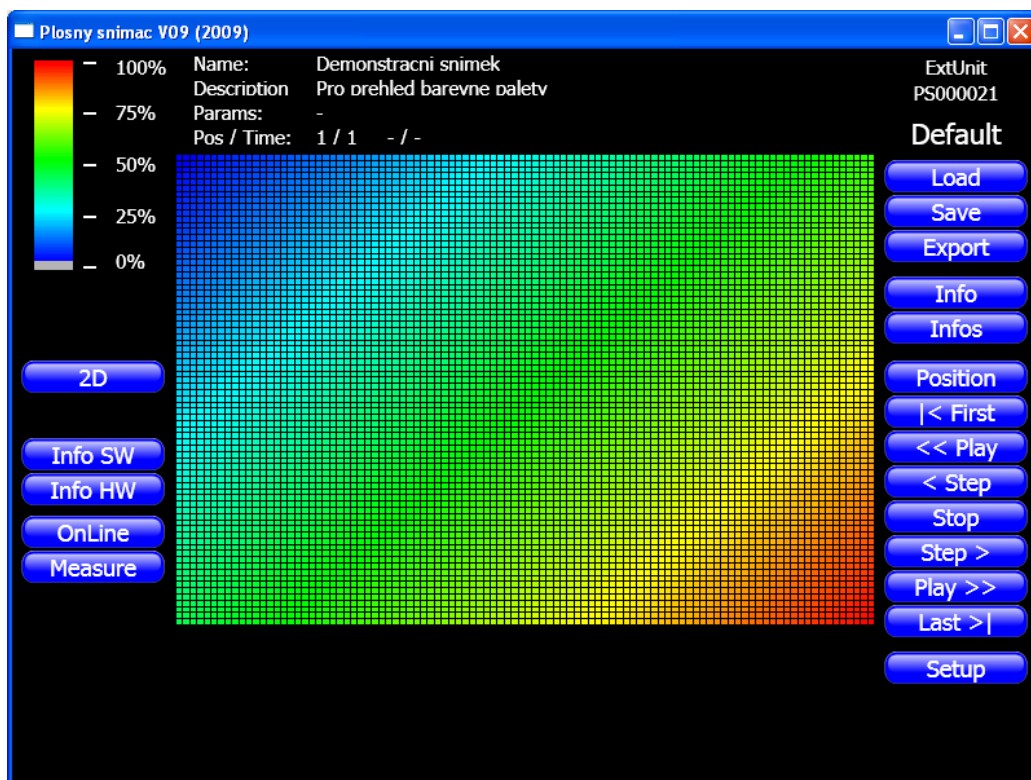 Plosny snimac V09 (2009)
100%
75%
50%
25%
0%
Name: Demonstracni snimek
Description Pro prehled barevne palety
Params: -
Pos / Time: 1 / 1 - / -
ExtUnit
PS000021
Default
Load
Save
Export
Info
Infos
Position
|< First
<< Play
< Step
Stop
Step >
Play >>
Last >|
Setup
2D
Info SW
Info HW
OnLine
Measure